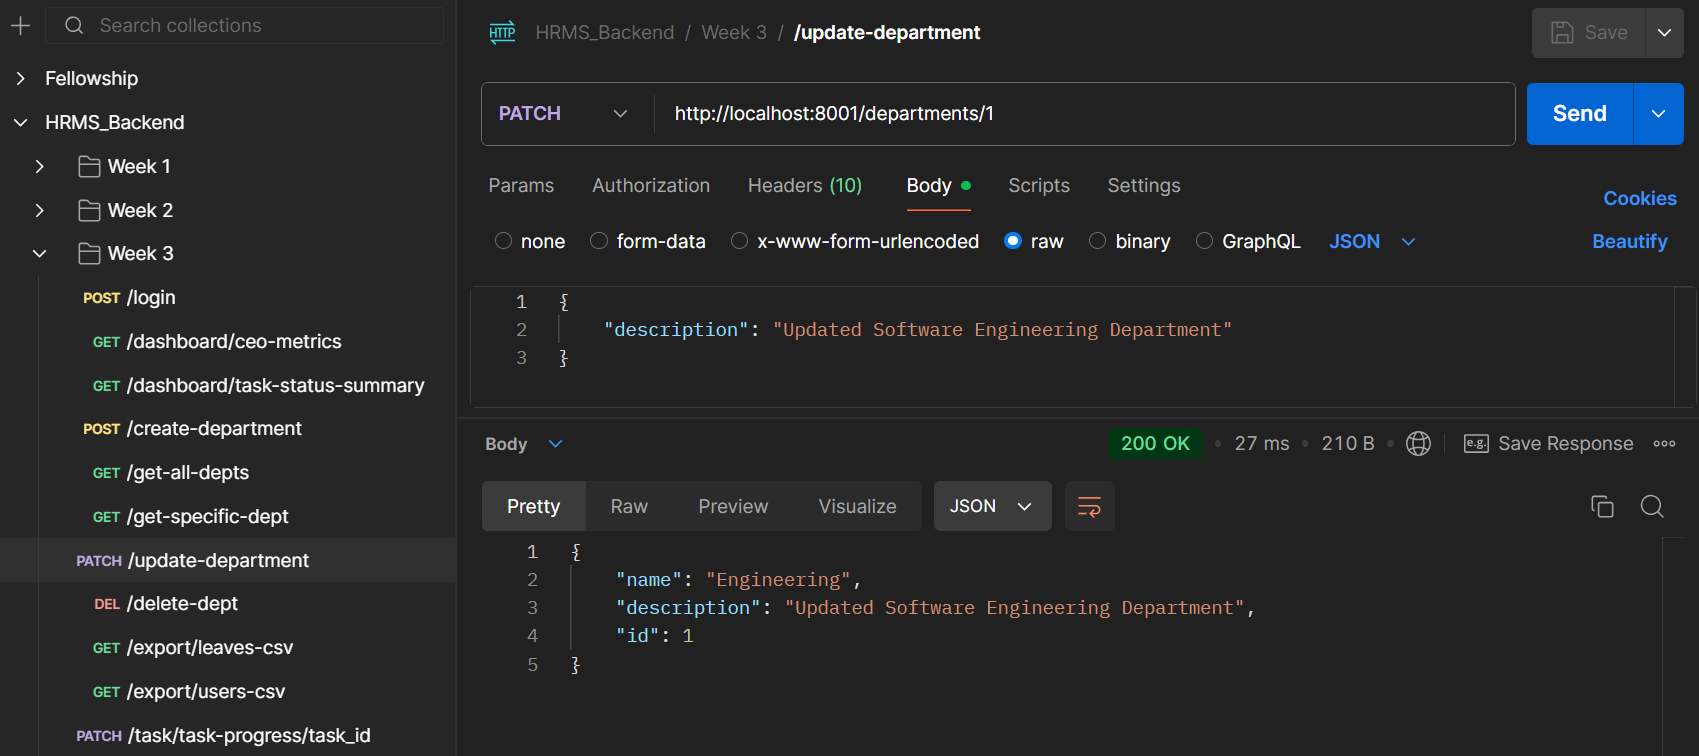 Search collections
Fellowship
HRMS_Backend
Week 1
Week 2
Week 3
POST /login
GET /dashboard/ceo-metrics
GET /dashboard/task-status-summary
POST /create-department
GET /get-all-depts
GET /get-specific-dept
PATCH /update-department
DEL /delete-dept
GET /export/leaves-csv
GET /export/users-csv
PATCH /task/task-progress/task_id
HTTP HRMS_Backend / Week 3 / /update-department
Save
PATCH http://localhost:8001/departments/1
Send
Params Authorization Headers (10) Body Scripts Settings
Cookies
none form-data x-www-form-urlencoded raw binary GraphQL JSON Beautify
1 {
2 "description": "Updated Software Engineering Department"
3 }
Body 200 OK 27 ms 210 B e.g. Save Response
Pretty Raw Preview Visualize JSON
1 {
2 "name": "Engineering",
3 "description": "Updated Software Engineering Department",
4 "id": 1
5 }